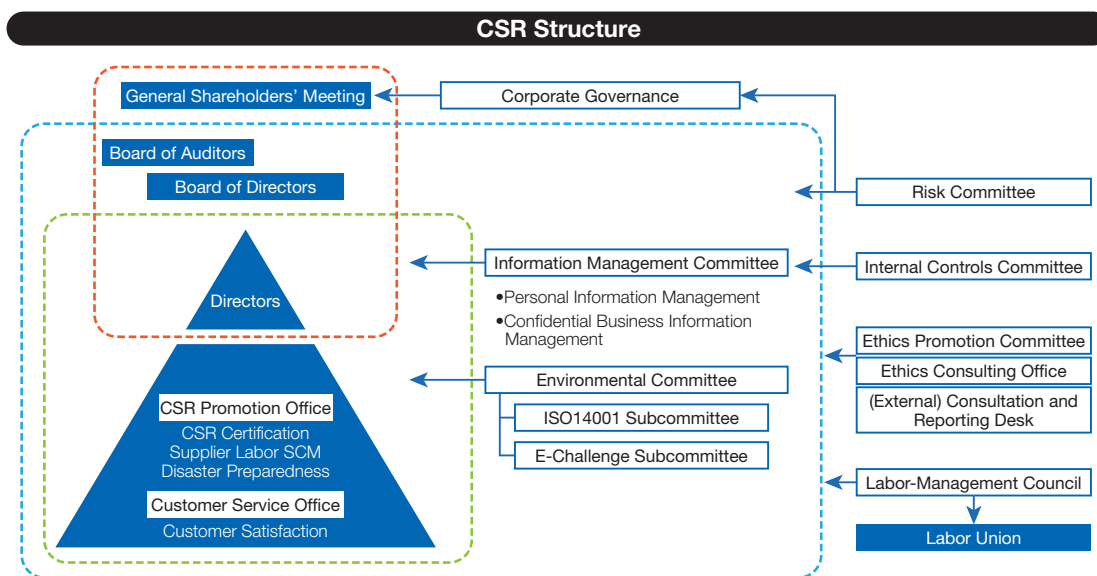 CSR Structure
General Shareholders' Meeting
Corporate Governance
Board of Auditors
Board of Directors
Risk Committee
Directors
Information Management Committee
•Personal Information Management
•Confidential Business Information
Management
Internal Controls Committee
Ethics Promotion Committee
Ethics Consulting Office
(External) Consultation and
Reporting Desk
Environmental Committee
ISO14001 Subcommittee
E-Challenge Subcommittee
CSR Promotion Office
CSR Certification
Supplier Labor SCM
Disaster Preparedness
Customer Service Office
Customer Satisfaction
Labor-Management Council
Labor Union